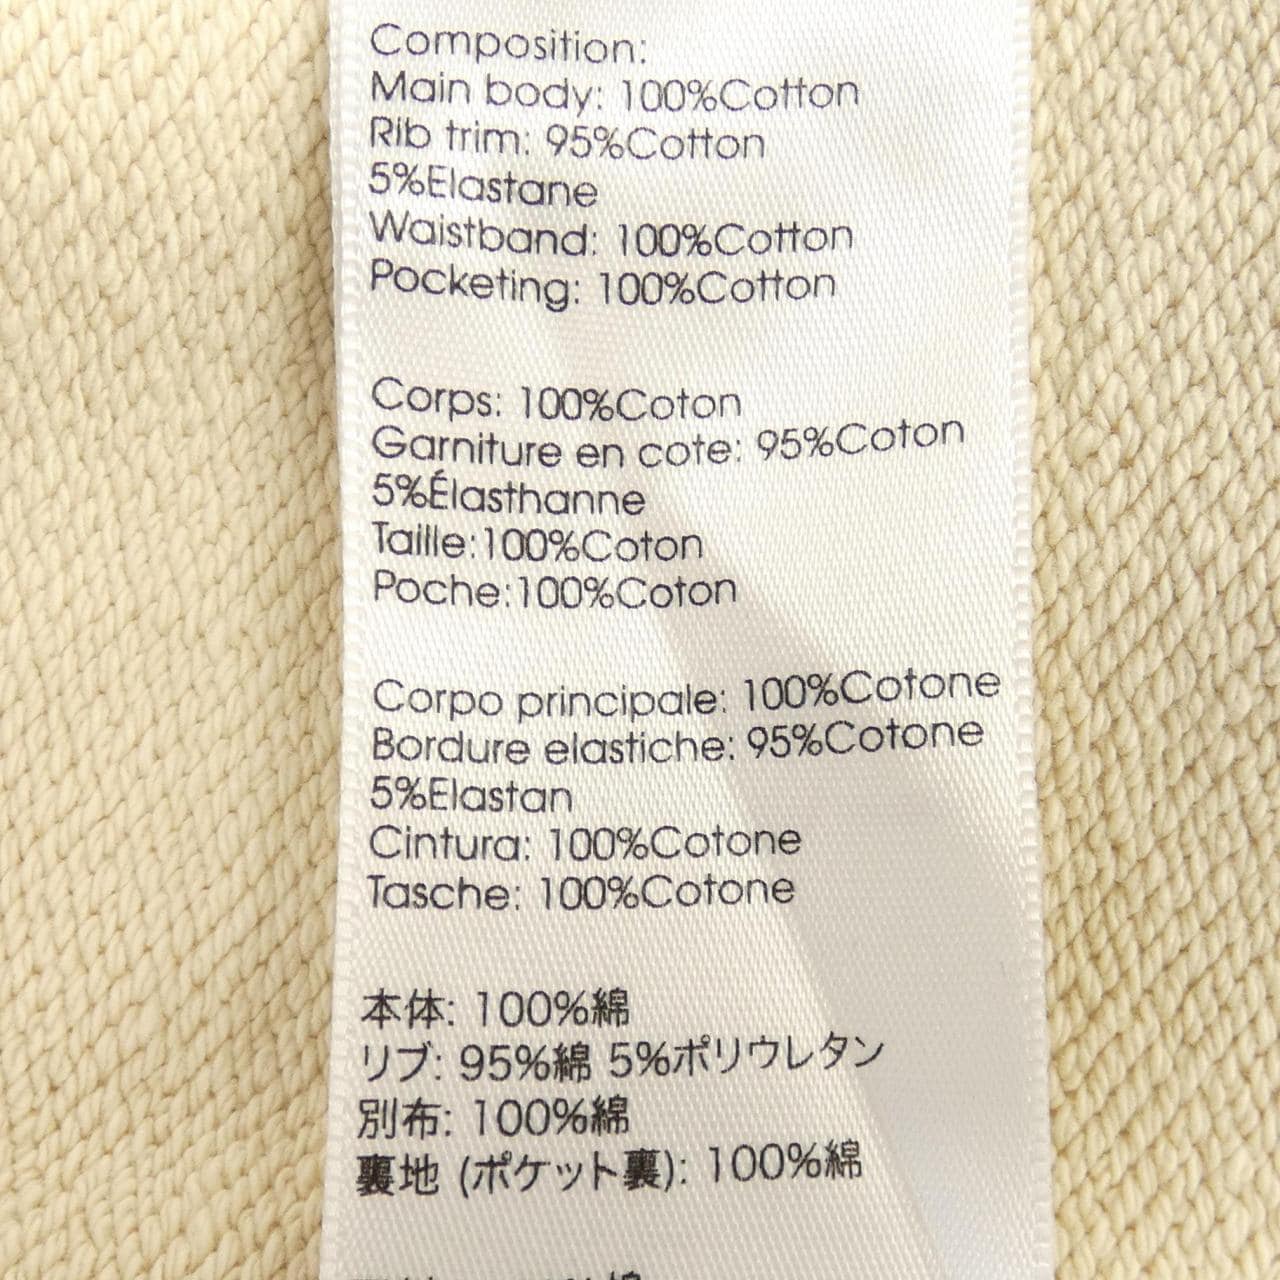 Composition:
Main body: 100%Cotton
Rib trim: 95%Cotton
5%Elastane
Waistband: 100%Cotton
Pocketing: 100%Cotton
Corps: 100%Coton
Garniture en cote: 95%Coton
5%Élasthanne
Taille:100%Coton
Poche:100%Coton
Corpo principale: 100%Cotone
Bordure elastiche: 95%Cotone
5%Elastan
Cintura: 100%Cotone
Tasche: 100%Cotone
本体: 100%綿
リブ: 95%綿 5%ポリウレタン
別布: 100%綿
裏地 (ポケット裏): 100%綿